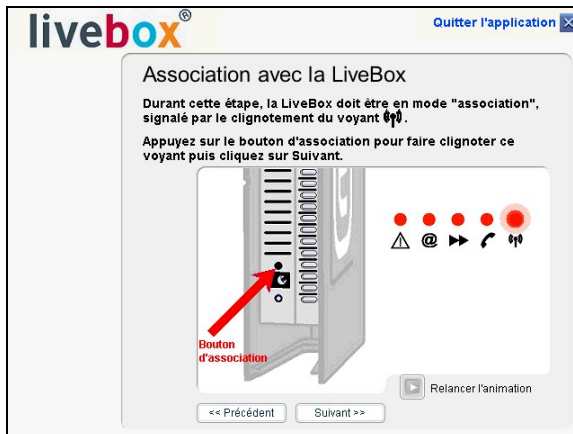 livebox®
Quitter l'application
Association avec la LiveBox
Durant cette étape, la LiveBox doit être en mode "association",
signalé par le clignotement du voyant .
Appuyez sur le bouton d'association pour faire clignoter ce
voyant puis cliquez sur Suivant.
@
Bouton
d'association
Relancer l'animation
<< Précédent
Suivant >>